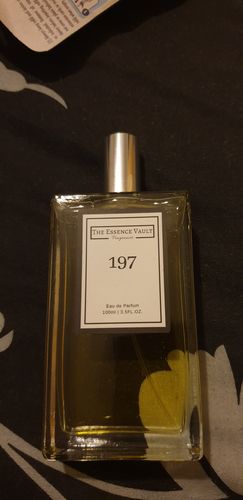 THE ESSENCE VAULT
Fragrances
197
Eau de Parfum
100ml | 3.5FL OZ.